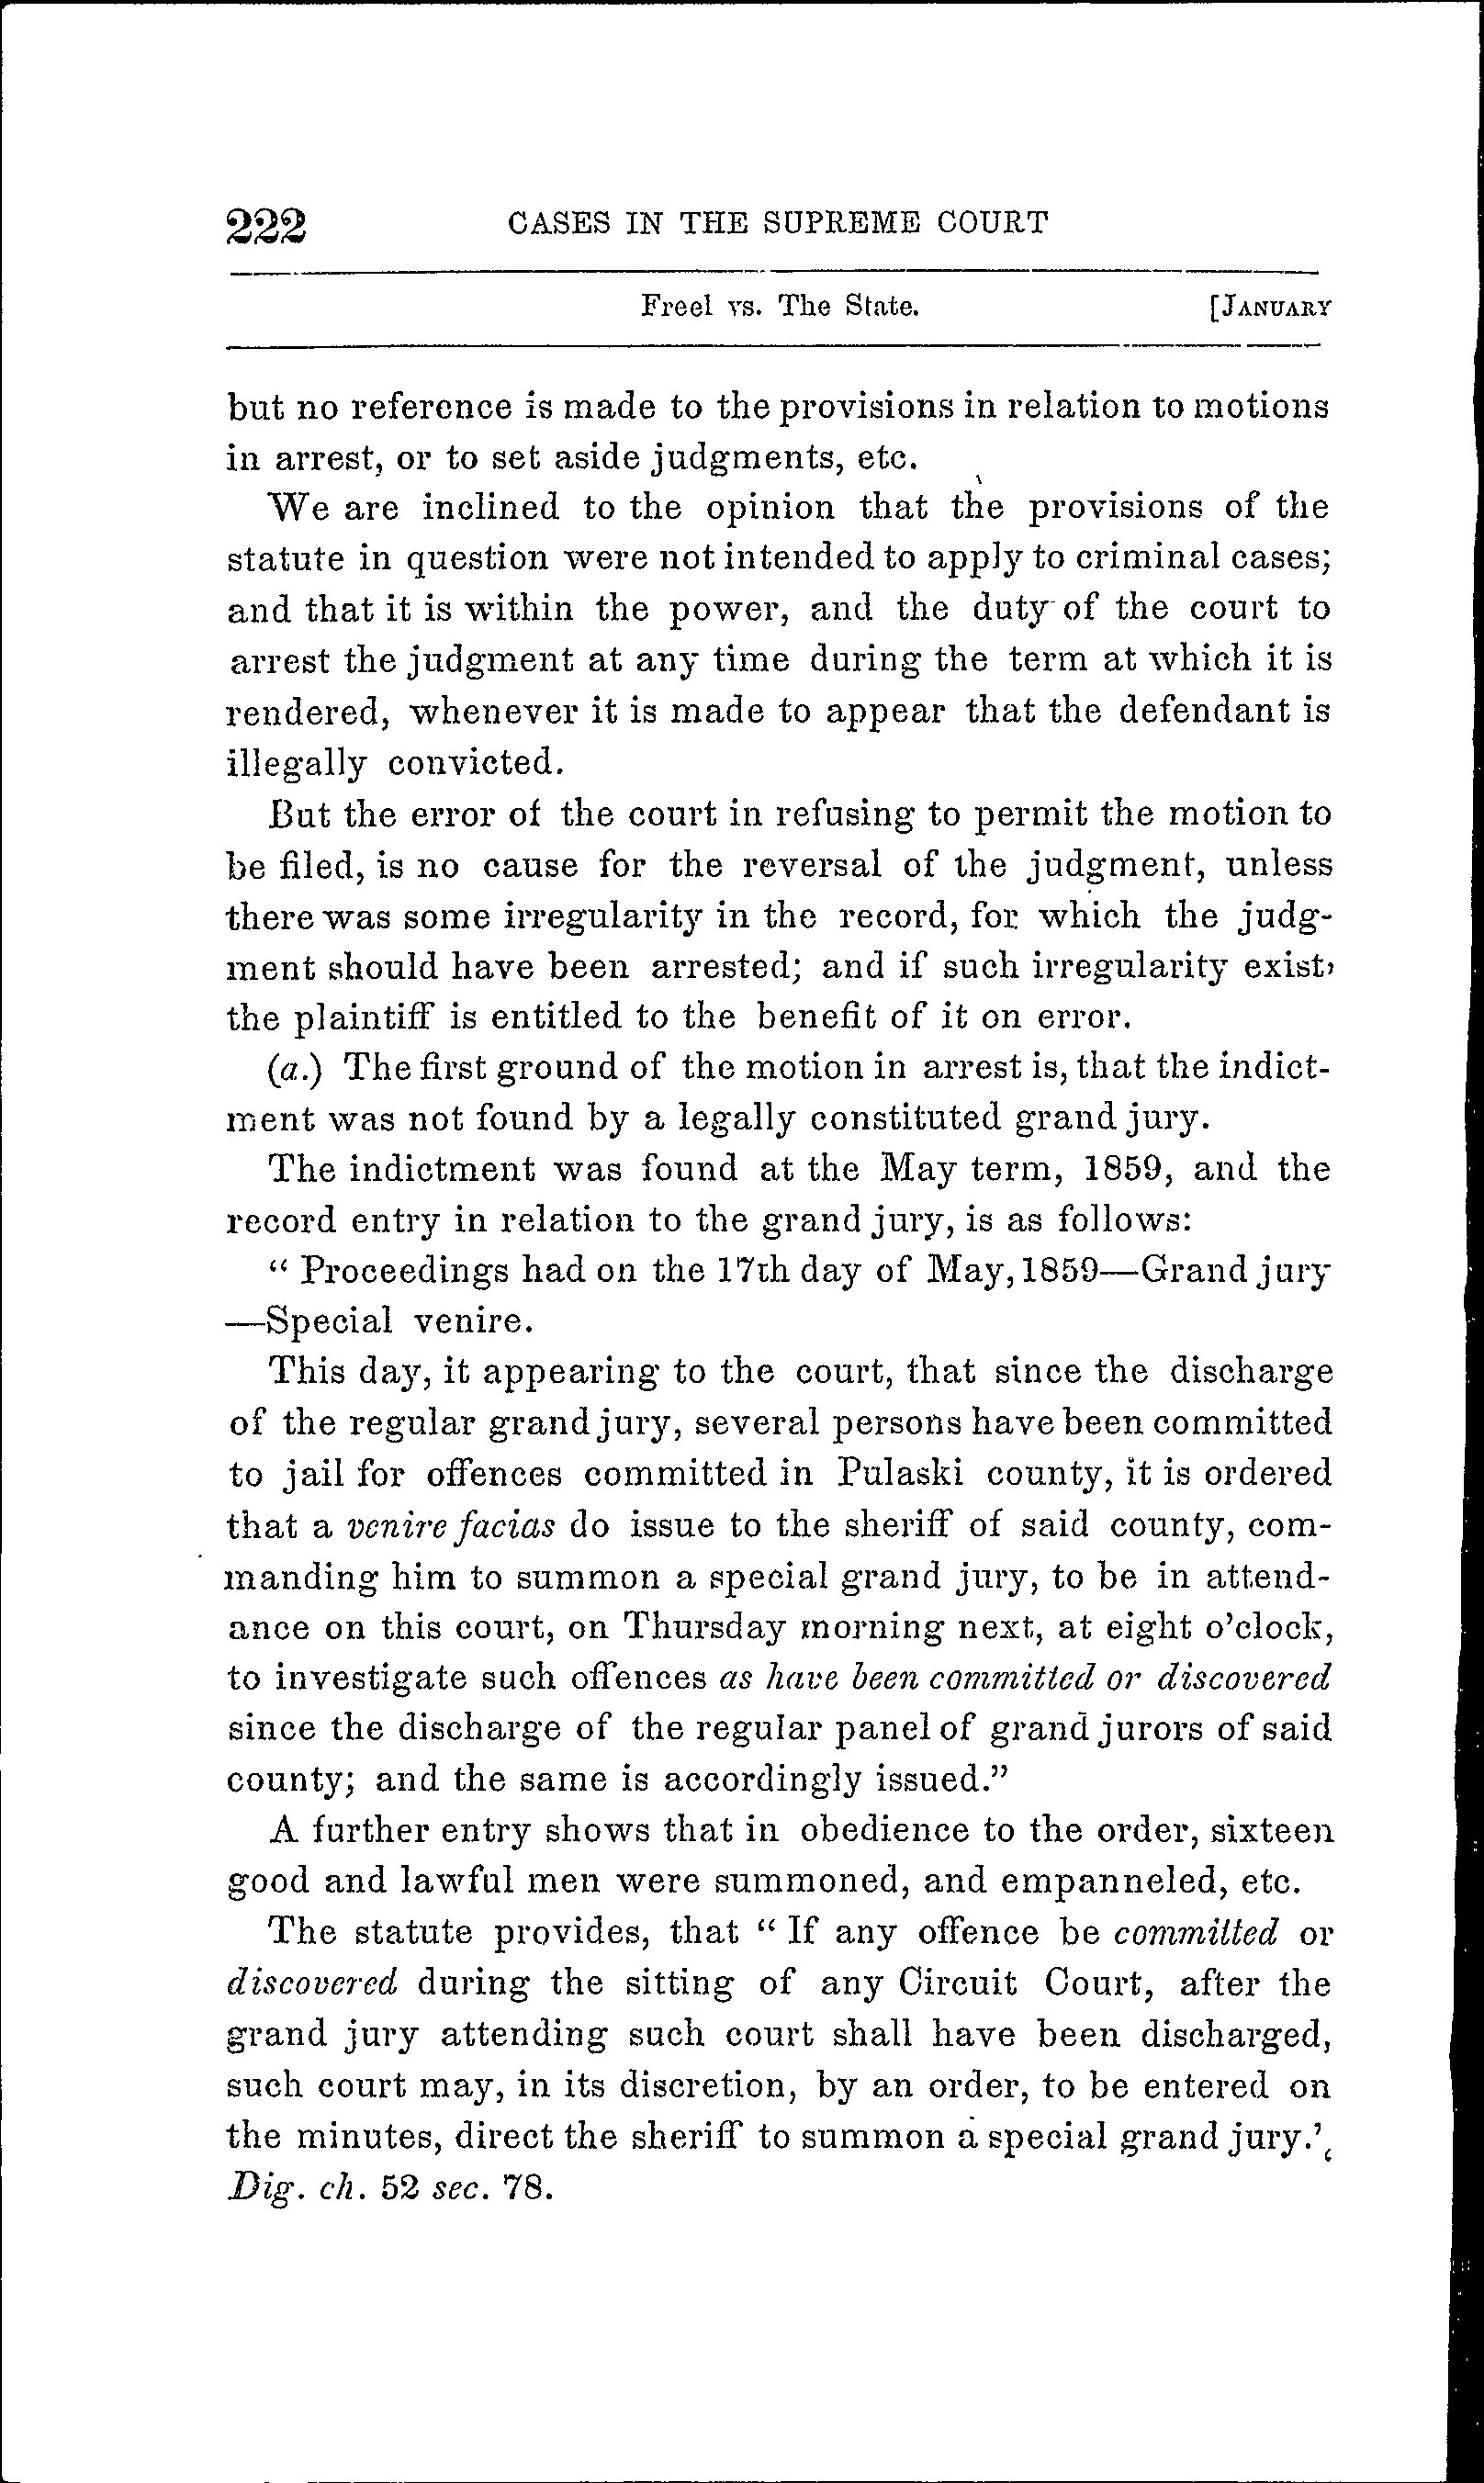 222 CASES IN THE SUPREME COURT
Freel vs. The State. [JANUARY
but no reference is made to the provisions in relation to motions
in arrest, or to set aside judgments, etc.
We are inclined to the opinion that the provisions of the
statute in question were not intended to apply to criminal cases;
and that it is within the power, and the duty of the court to
arrest the judgment at any time during the term at which it is
rendered, whenever it is made to appear that the defendant is
illegally convicted.
But the error of the court in refusing to permit the motion to
be filed, is no cause for the reversal of the judgment, unless
there was some irregularity in the record, for which the judg-
ment should have been arrested; and if such irregularity exist,
the plaintiff is entitled to the benefit of it on error.
(a.) The first ground of the motion in arrest is, that the indict-
ment was not found by a legally constituted grand jury.
The indictment was found at the May term, 1859, and the
record entry in relation to the grand jury, is as follows:
“ Proceedings had on the 17th day of May, 1859—Grand jury
—Special venire.
This day, it appearing to the court, that since the discharge
of the regular grand jury, several persons have been committed
to jail for offences committed in Pulaski county, it is ordered
that a venire facias do issue to the sheriff of said county, com-
manding him to summon a special grand jury, to be in attend-
ance on this court, on Thursday morning next, at eight o’clock,
to investigate such offences as have been committed or discovered
since the discharge of the regular panel of grand jurors of said
county; and the same is accordingly issued.”
A further entry shows that in obedience to the order, sixteen
good and lawful men were summoned, and empanneled, etc.
The statute provides, that “ If any offence be committed or
discovered during the sitting of any Circuit Court, after the
grand jury attending such court shall have been discharged,
such court may, in its discretion, by an order, to be entered on
the minutes, direct the sheriff to summon a special grand jury.’
Dig. ch. 52 sec. 78.